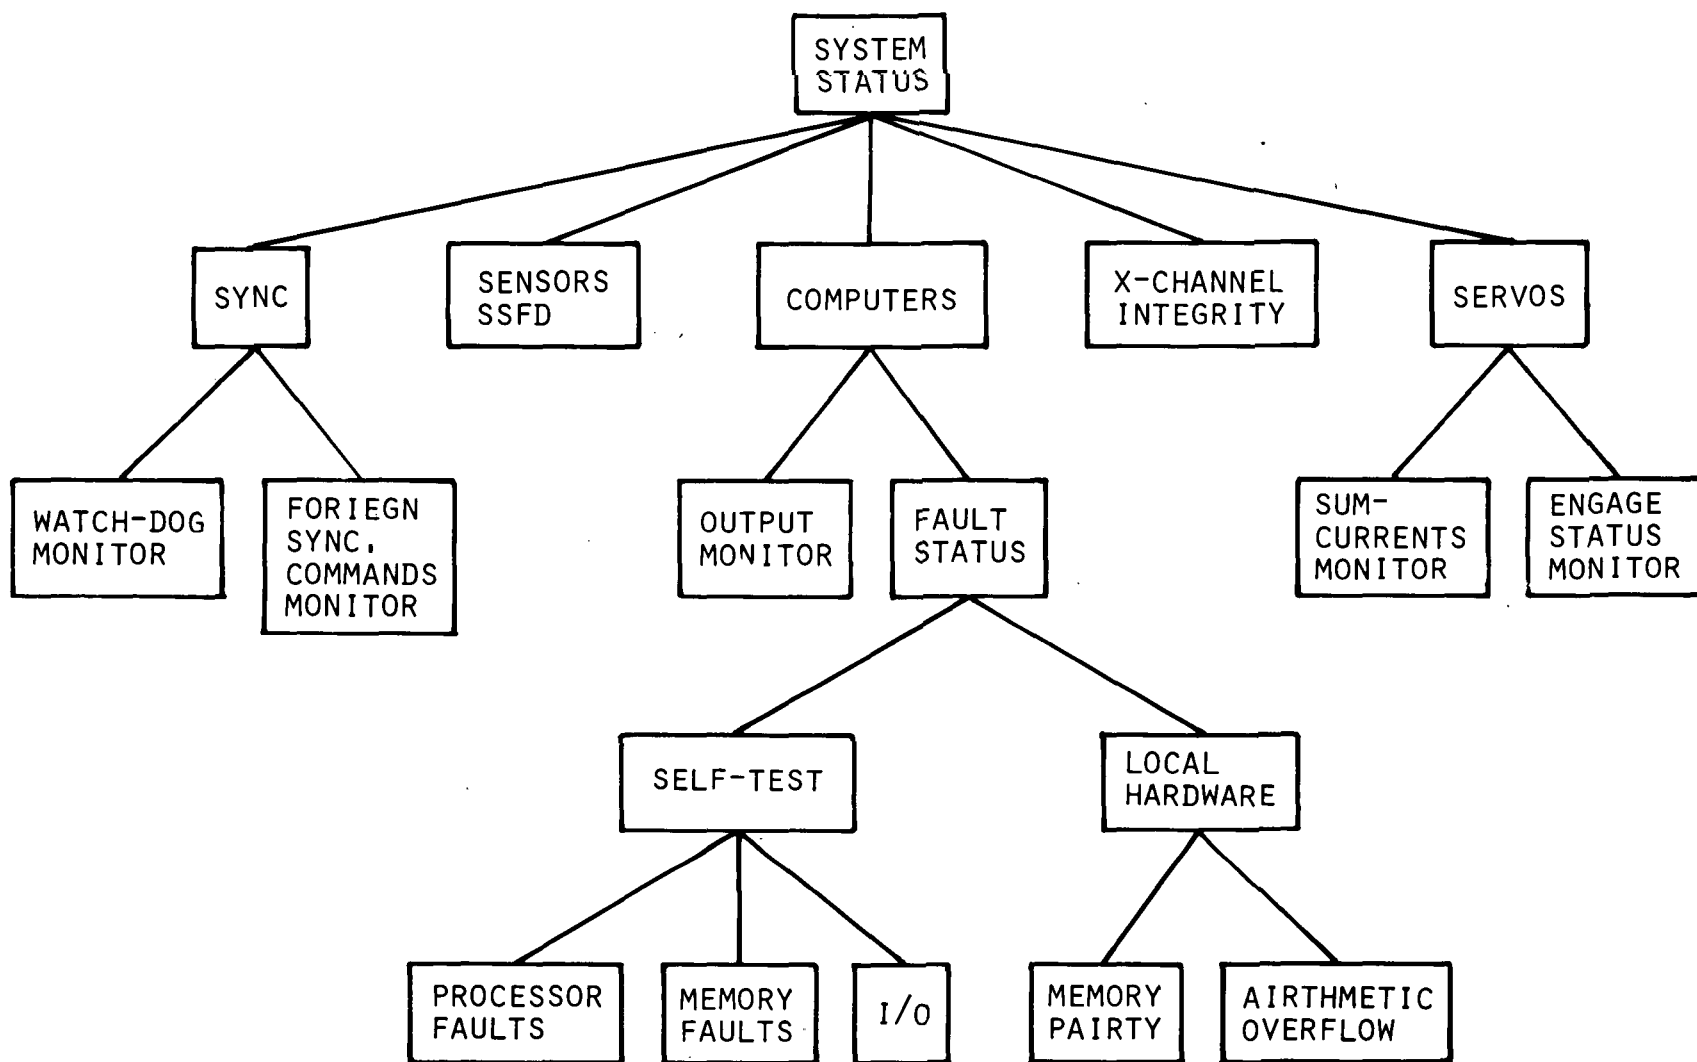 SYSTEM
STATUS
SYNC
SENSORS
SSFD
COMPUTERS
X-CHANNEL
INTEGRITY
SERVOS
WATCH-DOG
MONITOR
FORIEGN
SYNC.
COMMANDS
MONITOR
OUTPUT
MONITOR
FAULT
STATUS
SUM-
CURRENTS
MONITOR
ENGAGE
STATUS
MONITOR
SELF-TEST
LOCAL
HARDWARE
PROCESSOR
FAULTS
MEMORY
FAULTS
I/O
MEMORY
PAIRTY
AIRTHMETIC
OVERFLOW